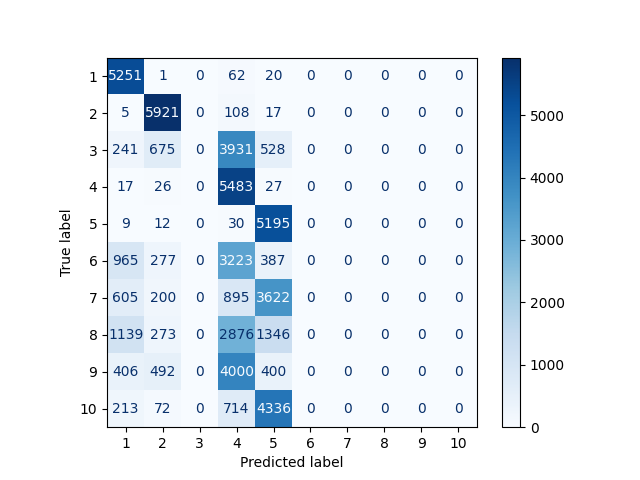 1 5251 1 0 62 20 0 0 0 0 0
2 5 5921 0 108 17 0 0 0 0 0
3 241 675 0 3931 528 0 0 0 0 0
4 17 26 0 5483 27 0 0 0 0 0
5 9 12 0 30 5195 0 0 0 0 0
6 965 277 0 3223 387 0 0 0 0 0
7 605 200 0 895 3622 0 0 0 0 0
8 1139 273 0 2876 1346 0 0 0 0 0
9 406 492 0 4000 400 0 0 0 0 0
10 213 72 0 714 4336 0 0 0 0 0
1 2 3 4 5 6 7 8 9 10
Predicted label
True label
5000
4000
3000
2000
1000
0